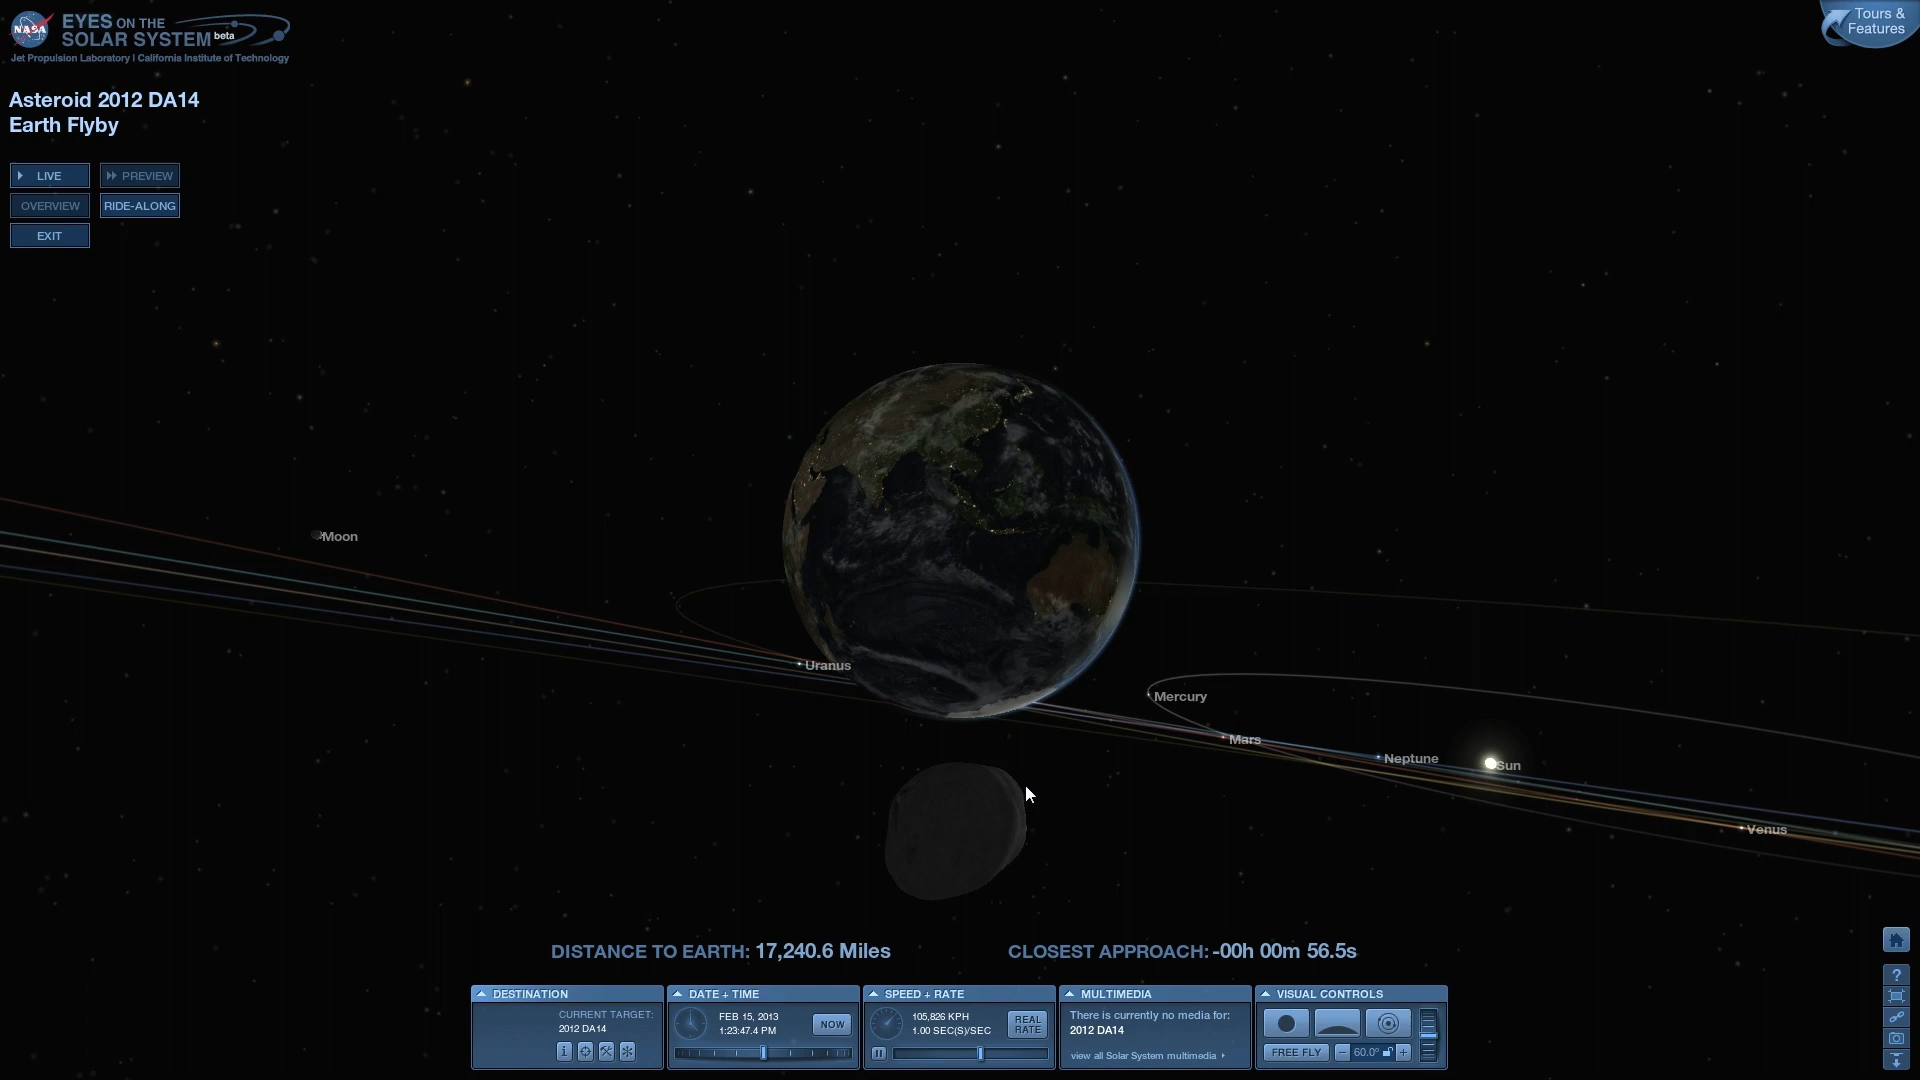 NASA
EYES ON THE
SOLAR SYSTEM beta
Jet Propulsion Laboratory | California Institute of Technology
Tours &
Features
Asteroid 2012 DA14
Earth Flyby
LIVE
PREVIEW
OVERVIEW
RIDE-ALONG
EXIT
Moon
Uranus
Mercury
Mars
Neptune
Sun
Venus
DISTANCE TO EARTH: 17,240.6 Miles
CLOSEST APPROACH: -00h 00m 56.5s
DESTINATION
CURRENT TARGET:
2012 DA14
DATE + TIME
FEB 15, 2013
1:23:47.4 PM
NOW
SPEED + RATE
105,826 KPH
1.00 SEC(S)/SEC
REAL
RATE
MULTIMEDIA
There is currently no media for:
2012 DA14
view all Solar System multimedia
VISUAL CONTROLS
FREE FLY
60.0°